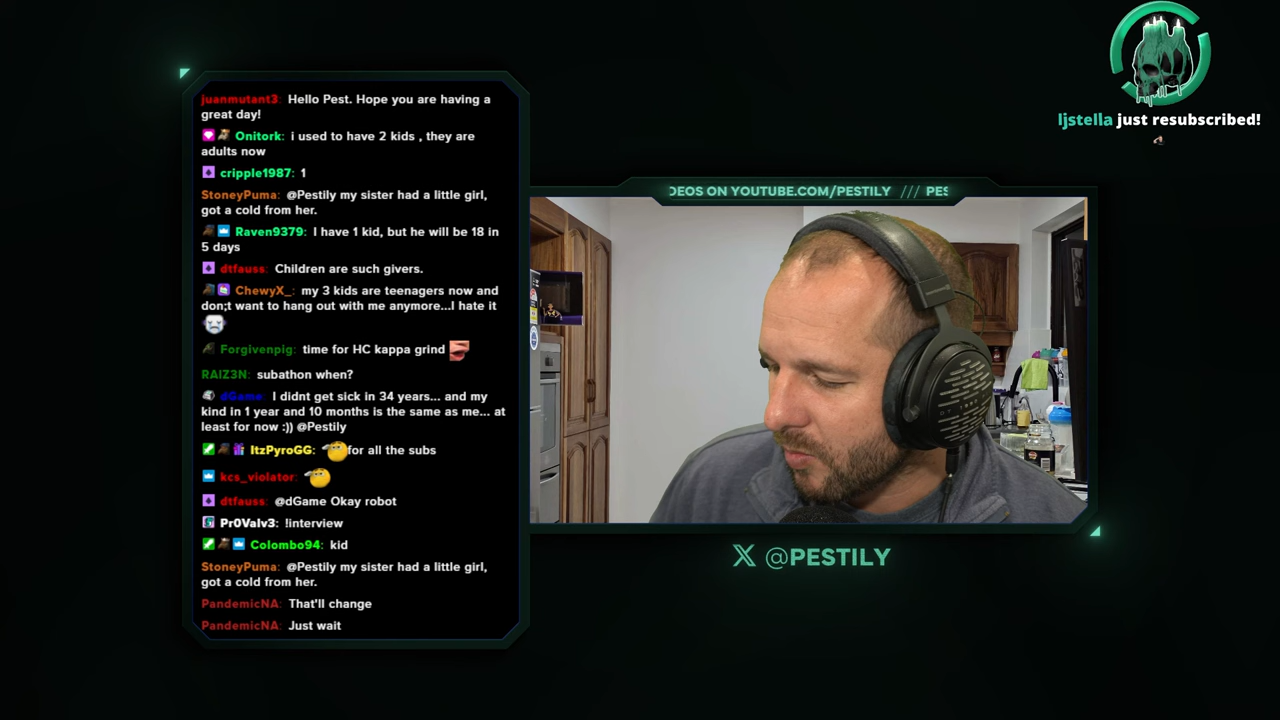 juanmutant3: Hello Pest. Hope you are having a
great day!
Onitork: i used to have 2 kids , they are
adults now
cripple1987: 1
StoneyPuma: @Pestily my sister had a little girl,
got a cold from her.
Raven9379: I have 1 kid, but he will be 18 in
5 days
dtfauss: Children are such givers.
ChewyX_: my 3 kids are teenagers now and
don;t want to hang out with me anymore...I hate it
Forgivenpig: time for HC kappa grind
RAIZ3N: subathon when?
dGame: I didnt get sick in 34 years... and my
kind in 1 year and 10 months is the same as me... at
least for now :)) @Pestily
ItzPyroGG: for all the subs
kcs_violator:
dtfauss: @dGame Okay robot
Pr0Valv3: !interview
Colombo94: kid
StoneyPuma: @Pestily my sister had a little girl,
got a cold from her.
PandemicNA: That'll change
PandemicNA: Just wait
DEOS ON YOUTUBE.COM/PESTILY /// PES
X @PESTILY
ljstella just resubscribed!